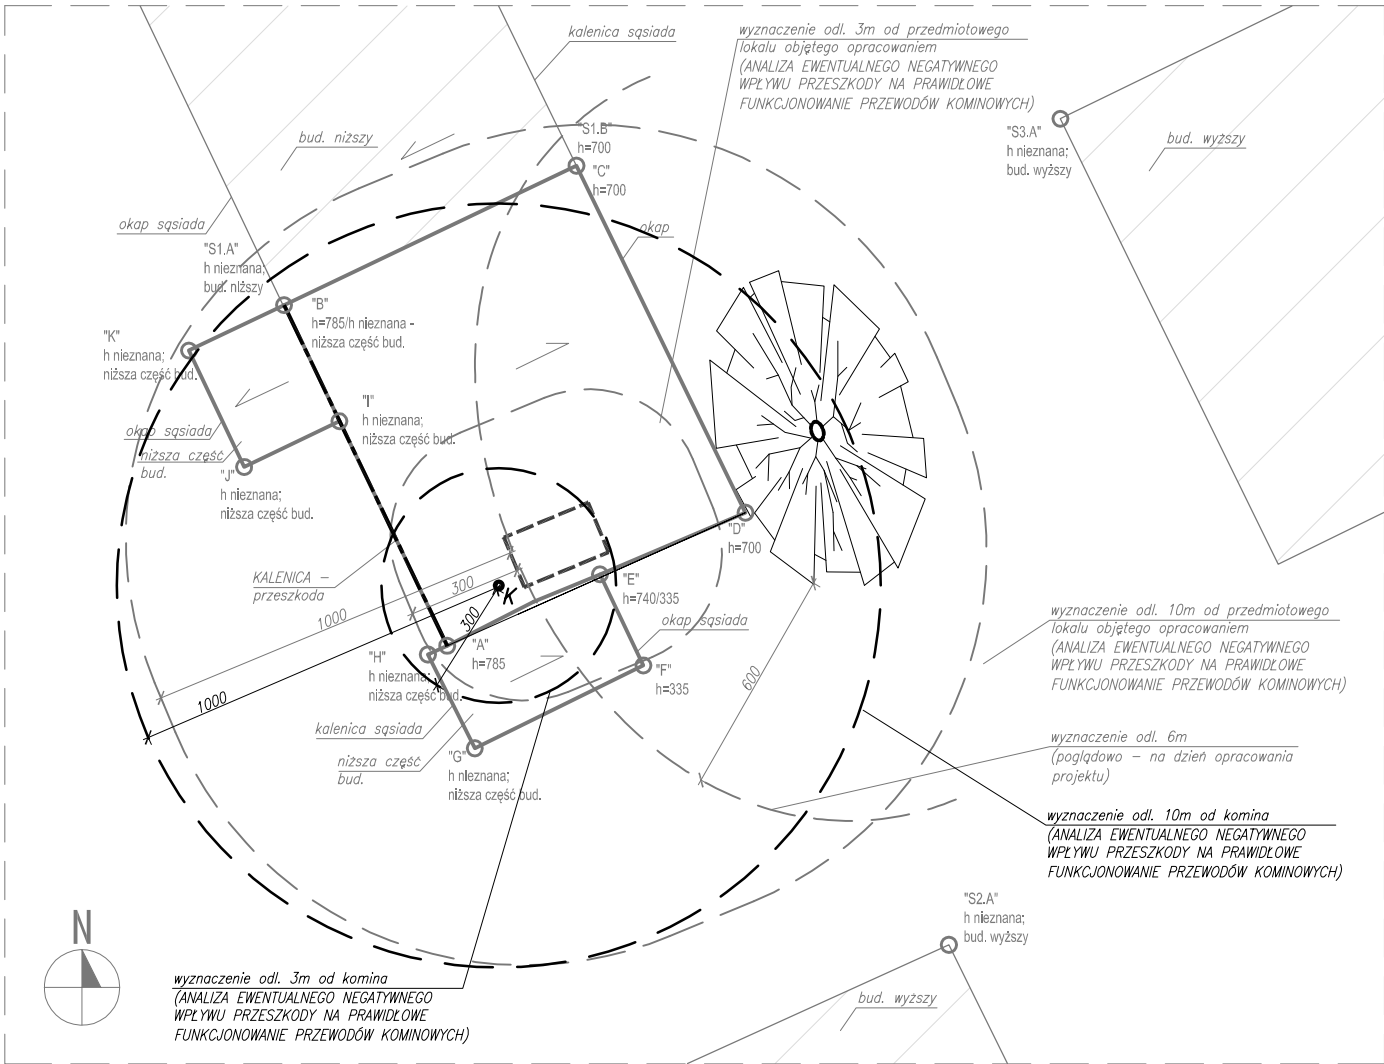 kalenica sąsiada
wyznaczenie odl. 3m od przedmiotowego
lokalu objętego opracowaniem
(ANALIZA EWENTUALNEGO NEGATYWNEGO
WPŁYWU PRZESZKODY NA PRAWIDŁOWE
FUNKCJONOWANIE PRZEWODÓW KOMINOWYCH)
bud. niższy
"S1.B"
h=700
"C"
h=700
"S3.A"
h nieznana;
bud. wyższy
bud. wyższy
okap sąsiada
okap
"S1.A"
h nieznana;
bud. niższy
"B"
h=785/h nieznana -
niższa część bud.
"K"
h nieznana;
niższa część bud.
"I"
h nieznana;
niższa część bud.
okap sąsiada
niższa część
bud.
"J"
h nieznana;
niższa część bud.
"D"
h=700
KALENICA –
przeszkoda
300
1000
K
300
"E"
h=740/335
okap sąsiada
"A"
h=785
"H"
h nieznana;
niższa część bud.
"F"
h=335
600
1000
kalenica sąsiada
niższa część
bud.
"G"
h nieznana;
niższa część bud.
wyznaczenie odl. 10m od przedmiotowego
lokalu objętego opracowaniem
(ANALIZA EWENTUALNEGO NEGATYWNEGO
WPŁYWU PRZESZKODY NA PRAWIDŁOWE
FUNKCJONOWANIE PRZEWODÓW KOMINOWYCH)
wyznaczenie odl. 6m
(poglądowo – na dzień opracowania
projektu)
wyznaczenie odl. 10m od komina
(ANALIZA EWENTUALNEGO NEGATYWNEGO
WPŁYWU PRZESZKODY NA PRAWIDŁOWE
FUNKCJONOWANIE PRZEWODÓW KOMINOWYCH)
"S2.A"
h nieznana;
bud. wyższy
bud. wyższy
N
wyznaczenie odl. 3m od komina
(ANALIZA EWENTUALNEGO NEGATYWNEGO
WPŁYWU PRZESZKODY NA PRAWIDŁOWE
FUNKCJONOWANIE PRZEWODÓW KOMINOWYCH)